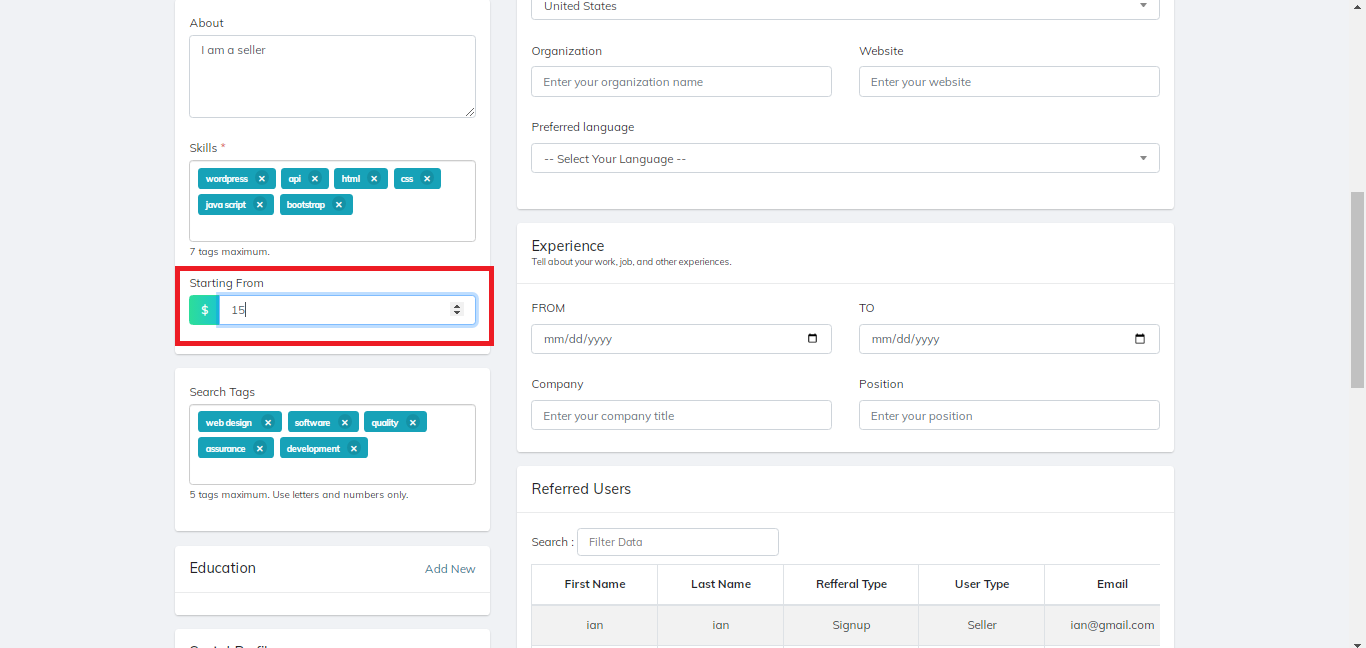 About
I am a seller
Skills *
wordpress × api × html × css ×
java script × bootstrap ×
7 tags maximum.
Starting From
$ 15
Search Tags
web design × software × quality ×
assurance × development ×
5 tags maximum. Use letters and numbers only.
Education Add New
United States
Organization Website
Enter your organization name Enter your website
Preferred language
-- Select Your Language --
Experience
Tell about your work, job, and other experiences.
FROM TO
mm/dd/yyyy mm/dd/yyyy
Company Position
Enter your company title Enter your position
Referred Users
Search : Filter Data
First Name Last Name Refferal Type User Type Email
ian ian Signup Seller ian@gmail.com